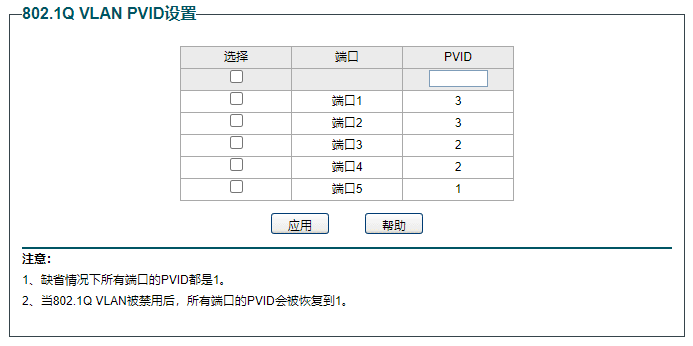 802.1Q VLAN PVID设置
选择 端口 PVID
端口1 3
端口2 3
端口3 2
端口4 2
端口5 1
应用 帮助
注意：
1、缺省情况下所有端口的PVID都是1。
2、当802.1Q VLAN被禁用后，所有端口的PVID会被恢复到1。